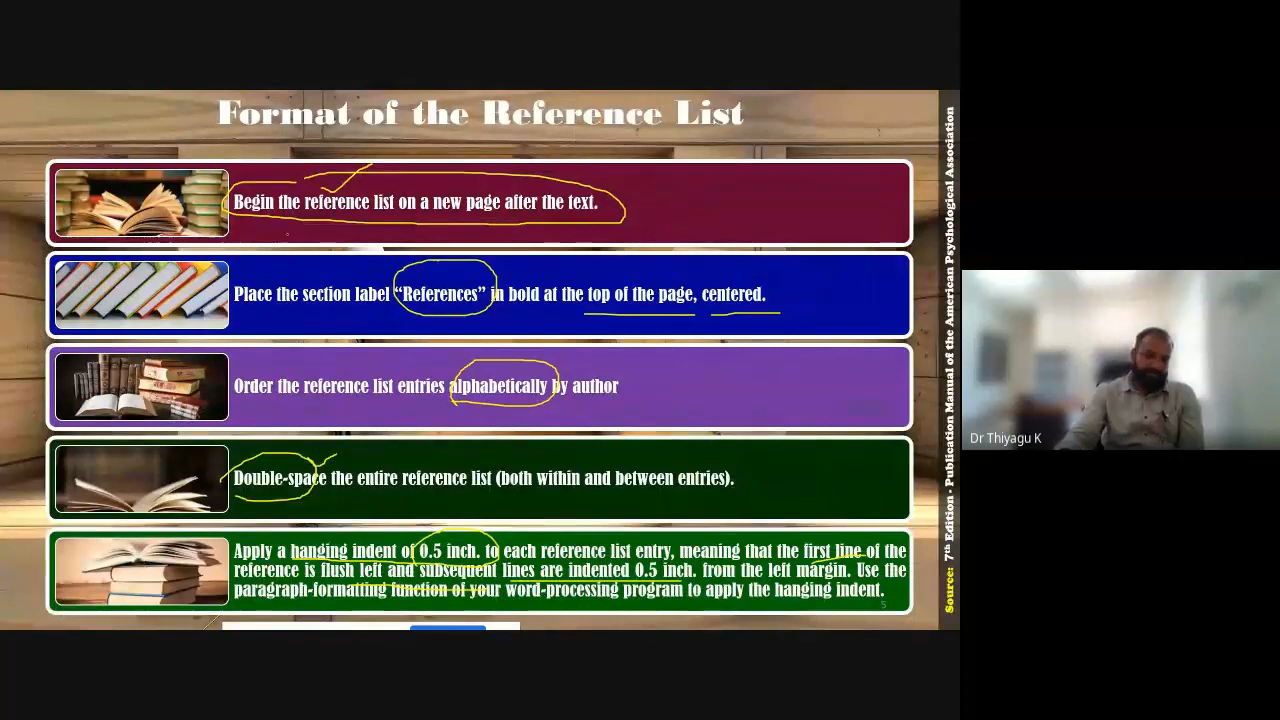 Format of the Reference List
Begin the reference list on a new page after the text.
Place the section label “References” in bold at the top of the page, centered.
Order the reference list entries alphabetically by author
Double-space the entire reference list (both within and between entries).
Apply a hanging indent of 0.5 inch. to each reference list entry, meaning that the first line of the
reference is flush left and subsequent lines are indented 0.5 inch. from the left margin. Use the
paragraph-formatting function of your word-processing program to apply the hanging indent.
5
Source: 7th Edition - Publication Manual of the American Psychological Association
Dr Thiyagu K